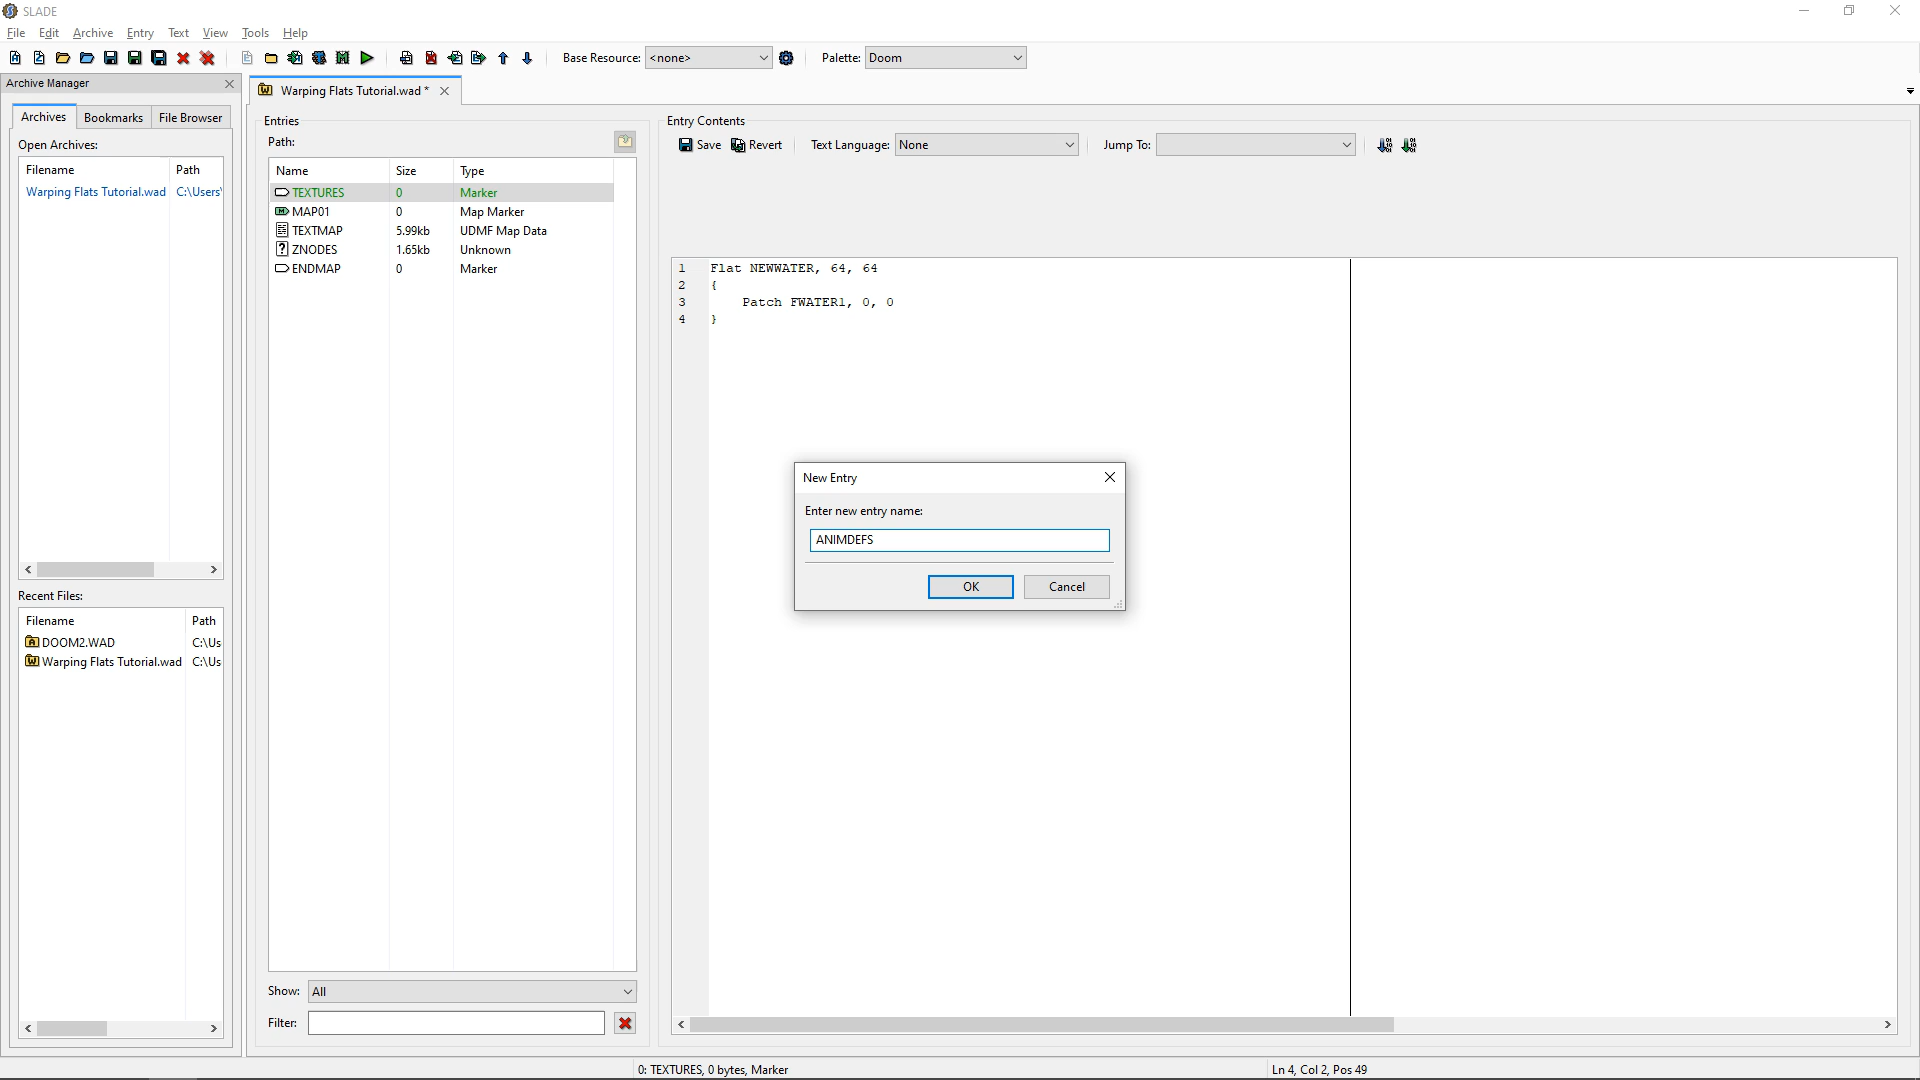 SLADE
File Edit Archive Entry Text View Tools Help
Base Resource: <none> Palette: Doom
Archive Manager
Warping Flats Tutorial.wad *
Archives Bookmarks File Browser
Open Archives:
Filename Path
Warping Flats Tutorial.wad C:\Users\
Recent Files:
Filename Path
DOOM2.WAD C:\Us
Warping Flats Tutorial.wad C:\Us
Entries
Path:
Name Size Type
TEXTURES 0 Marker
MAP01 0 Map Marker
TEXTMAP 5.99kb UDMF Map Data
ZNODES 1.65kb Unknown
ENDMAP 0 Marker
Show: All
Filter:
Entry Contents
Save Revert Text Language: None Jump To:
1 Flat NEWWATER, 64, 64
2 {
3 Patch FWATER1, 0, 0
4 }
New Entry
Enter new entry name:
ANIMDEFS
OK Cancel
0: TEXTURES, 0 bytes, Marker
Ln 4, Col 2, Pos 49